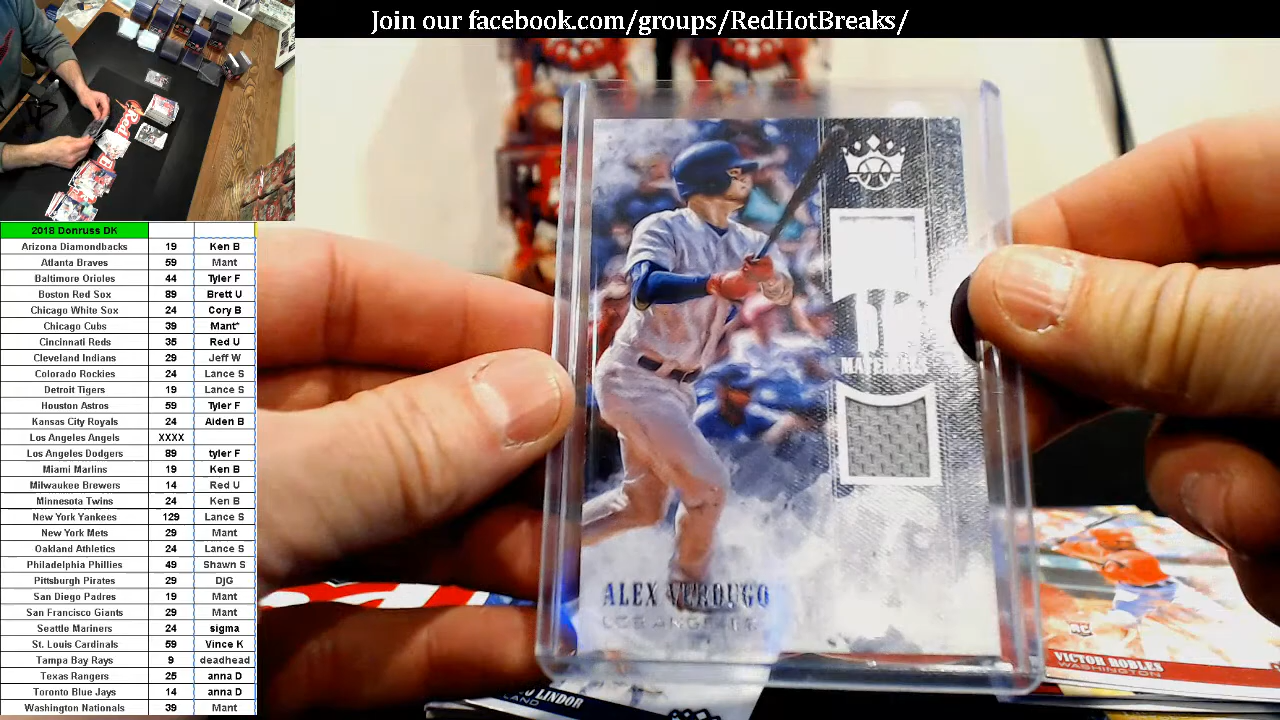 Join our facebook.com/groups/RedHotBreaks/
2018 Donruss DK
Arizona Diamondbacks 19 Ken B
Atlanta Braves 59 Mant
Baltimore Orioles 44 Tyler F
Boston Red Sox 89 Brett U
Chicago White Sox 24 Cory B
Chicago Cubs 39 Mant*
Cincinnati Reds 35 Red U
Cleveland Indians 29 Jeff W
Colorado Rockies 24 Lance S
Detroit Tigers 19 Lance S
Houston Astros 59 Tyler F
Kansas City Royals 24 Aiden B
Los Angeles Angels XXXX
Los Angeles Dodgers 89 tyler F
Miami Marlins 19 Ken B
Milwaukee Brewers 14 Red U
Minnesota Twins 24 Ken B
New York Yankees 129 Lance S
New York Mets 29 Mant
Oakland Athletics 24 Lance S
Philadelphia Phillies 49 Shawn S
Pittsburgh Pirates 29 DjG
San Diego Padres 19 Mant
San Francisco Giants 29 Mant
Seattle Mariners 24 sigma
St. Louis Cardinals 59 Vince K
Tampa Bay Rays 9 deadhead
Texas Rangers 25 anna D
Toronto Blue Jays 14 anna D
Washington Nationals 39 Mant
DK
MATERIALS
ALEX VERDUGO
LOS ANGELES
RC
VICTOR ROBLES
WASHINGTON
LINDOR
LAND